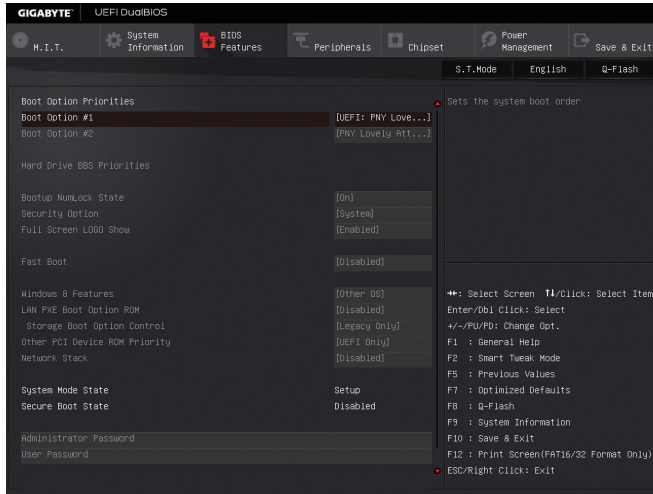 GIGABYTE™ UEFI DualBIOS
M.I.T. System Information BIOS Features Peripherals Chipset Power Management Save & Exit
S.T.Mode English Q-Flash
Boot Option Priorities
Boot Option #1 [UEFI: PNY Love...]
Boot Option #2 [PNY Lovely Att...]
Hard Drive BBS Priorities
Bootup NumLock State [On]
Security Option [System]
Full Screen LOGO Show [Enabled]
Fast Boot [Disabled]
Windows 8 Features [Other OS]
LAN PXE Boot Option ROM [Disabled]
Storage Boot Option Control [Legacy Only]
Other PCI Device ROM Priority [UEFI Only]
Network Stack [Disabled]
System Mode State Setup
Secure Boot State Disabled
Administrator Password
User Password
Sets the system boot order
→←: Select Screen ↑↓/Click: Select Item
Enter/Dbl Click: Select
+/-/PU/PD: Change Opt.
F1 : General Help
F2 : Smart Tweak Mode
F5 : Previous Values
F7 : Optimized Defaults
F8 : Q-Flash
F9 : System Information
F10 : Save & Exit
F12 : Print Screen(FAT16/32 Format Only)
ESC/Right Click: Exit